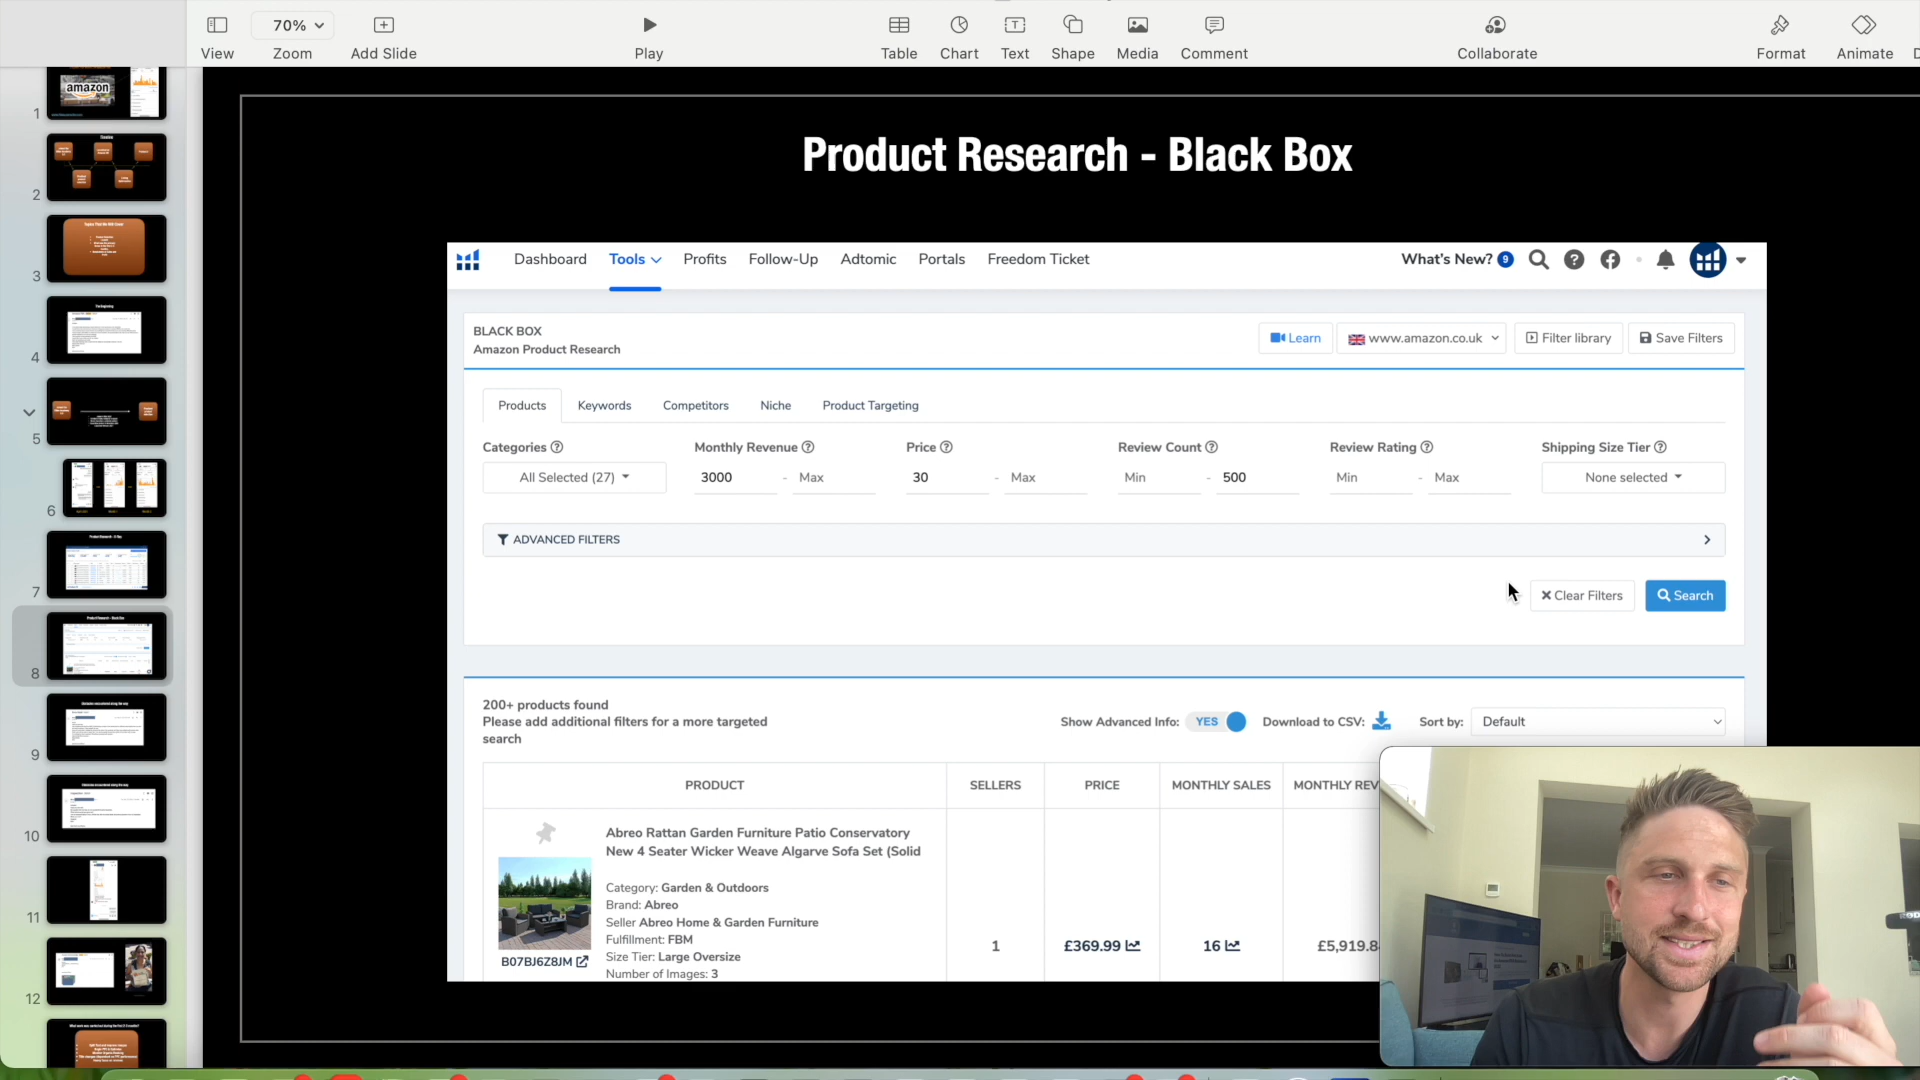 View
70%
Zoom
Add Slide
Play
Table
Chart
Text
Shape
Media
Comment
Collaborate
Format
Animate
amazon
1
2
3
4
5
6
7
8
9
10
11
12
Product Research - Black Box
Dashboard
Tools
Profits
Follow-Up
Adtomic
Portals
Freedom Ticket
What's New? 9
BLACK BOX
Amazon Product Research
Learn
www.amazon.co.uk
Filter library
Save Filters
Products
Keywords
Competitors
Niche
Product Targeting
Categories
Monthly Revenue
Price
Review Count
Review Rating
Shipping Size Tier
All Selected (27)
3000 - Max
30 - Max
Min - 500
Min - Max
None selected
ADVANCED FILTERS
Clear Filters
Search
200+ products found
Please add additional filters for a more targeted
search
Show Advanced Info: YES
Download to CSV:
Sort by: Default
PRODUCT
SELLERS
PRICE
MONTHLY SALES
MONTHLY REV
Abreo Rattan Garden Furniture Patio Conservatory
New 4 Seater Wicker Weave Algarve Sofa Set (Solid
Category: Garden & Outdoors
Brand: Abreo
Seller Abreo Home & Garden Furniture
Fulfillment: FBM
Size Tier: Large Oversize
Number of Images: 3
B07BJ6Z8JM
1
£369.99
16
£5,919.8